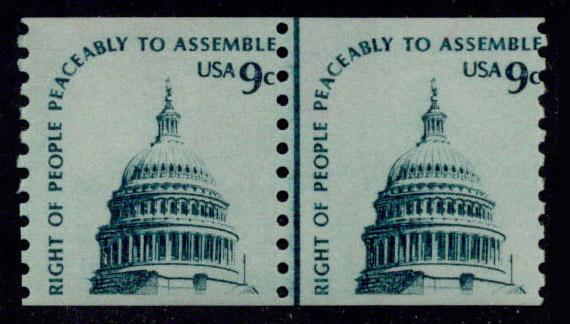 RIGHT OF PEOPLE PEACEABLY TO ASSEMBLE
USA 9c
RIGHT OF PEOPLE PEACEABLY TO ASSEMBLE
USA 9c